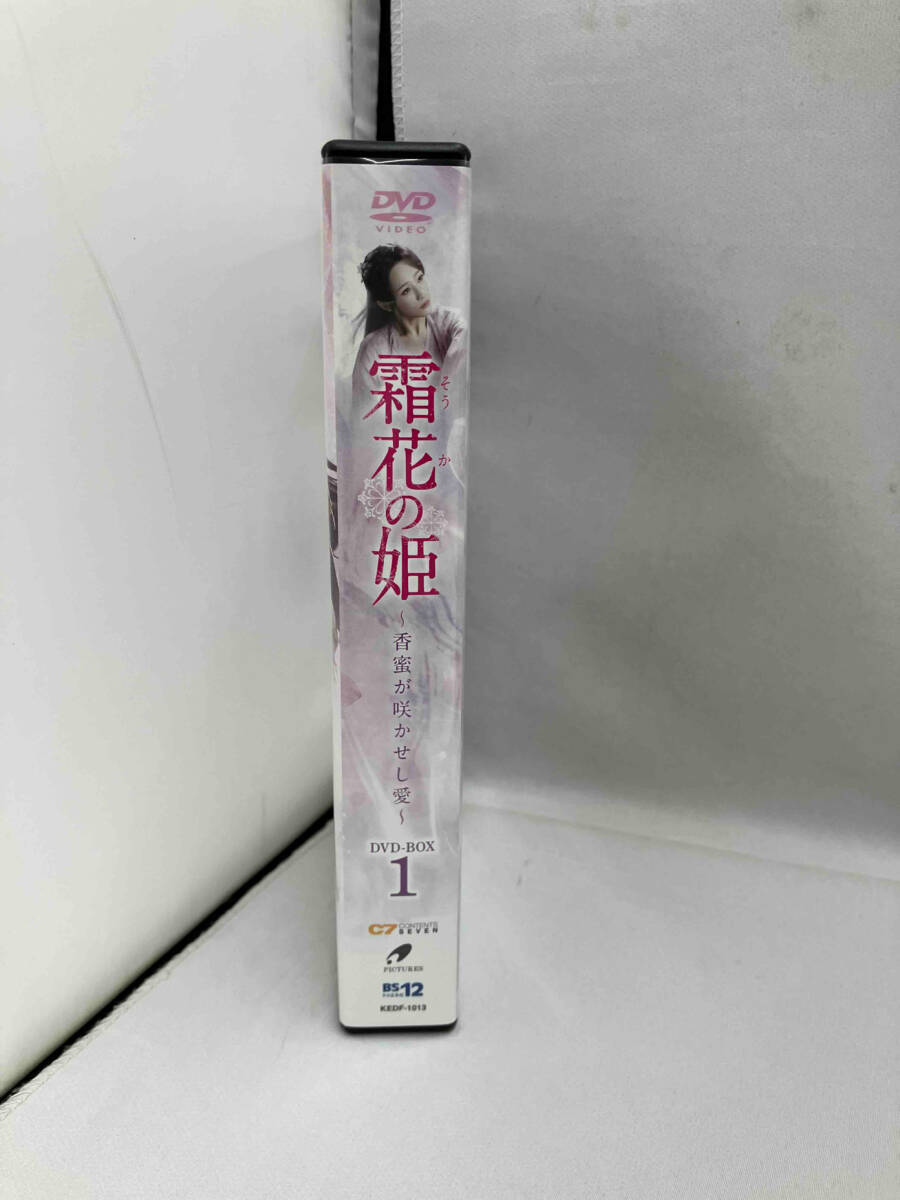 DVD
VIDEO
霜花の姫
そうか
～香蜜が咲かせし愛～
DVD-BOX
1
C7 CONTENTS
SEVEN
PICTURES
BS12
KEDF-1013